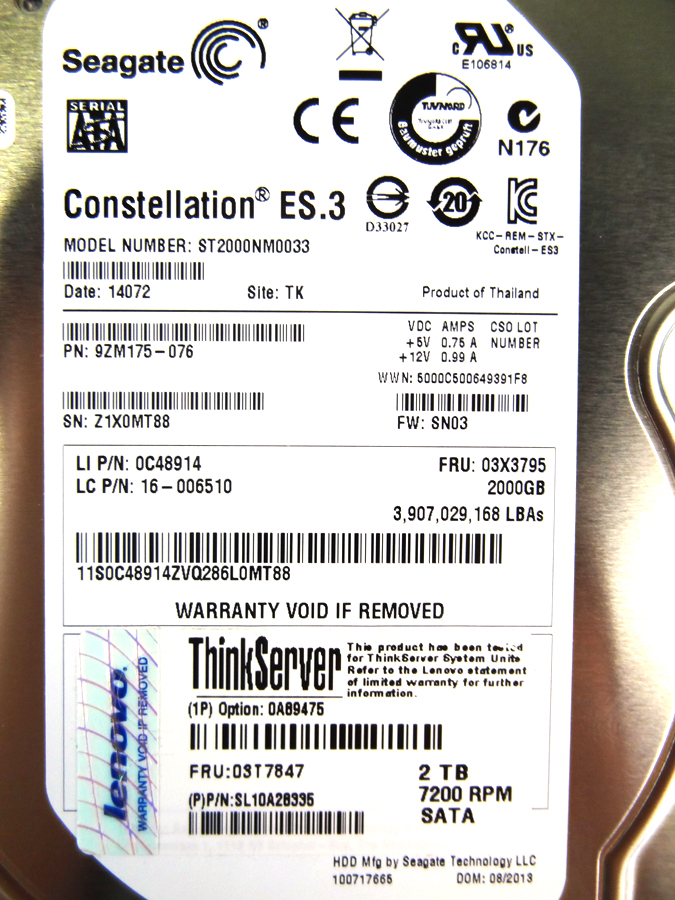 Seagate ®
c RU ® US
E106814
SERIAL
ATA
CE
TUV NORD
Baumuster geprüft
N176
Constellation® ES.3
D33027
20
KCC-REM-STX-
Constell-ES3
MODEL NUMBER: ST2000NM0033
Date: 14072 Site: TK Product of Thailand
VDC AMPS CSO LOT
+5V 0.75 A NUMBER
+12V 0.99 A
PN: 9ZM175-076
WWN: 5000C500649391F8
SN: Z1X0MT88
FW: SN03
LI P/N: 0C48914 FRU: 03X3795
LC P/N: 16-006510 2000GB
3,907,029,168 LBAs
11S0C48914ZVQ286L0MT88
WARRANTY VOID IF REMOVED
lenovo.
WARRANTY VOID IF REMOVED
ThinkServer
This product has been tested
for ThinkServer System Units
Refer to the Lenovo statement
of limited warranty for further
information.
(1P) Option: 0A89475
FRU:03T7847
(P)P/N:SL10A28335
2 TB
7200 RPM
SATA
HDD Mfg by Seagate Technology LLC
100717665 DOM: 08/2013